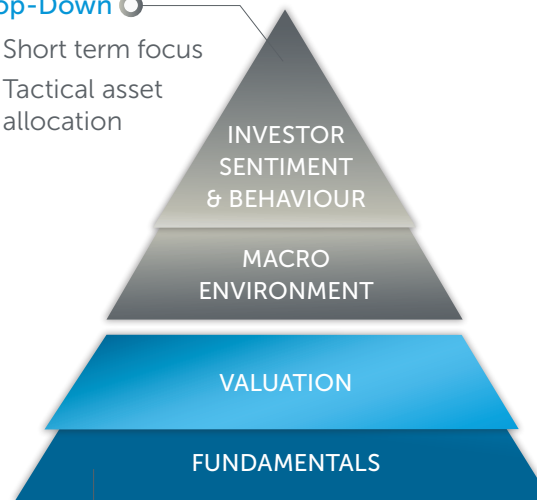 op-Down
Short term focus
Tactical asset
allocation
INVESTOR
SENTIMENT
& BEHAVIOUR
MACRO
ENVIRONMENT
VALUATION
FUNDAMENTALS